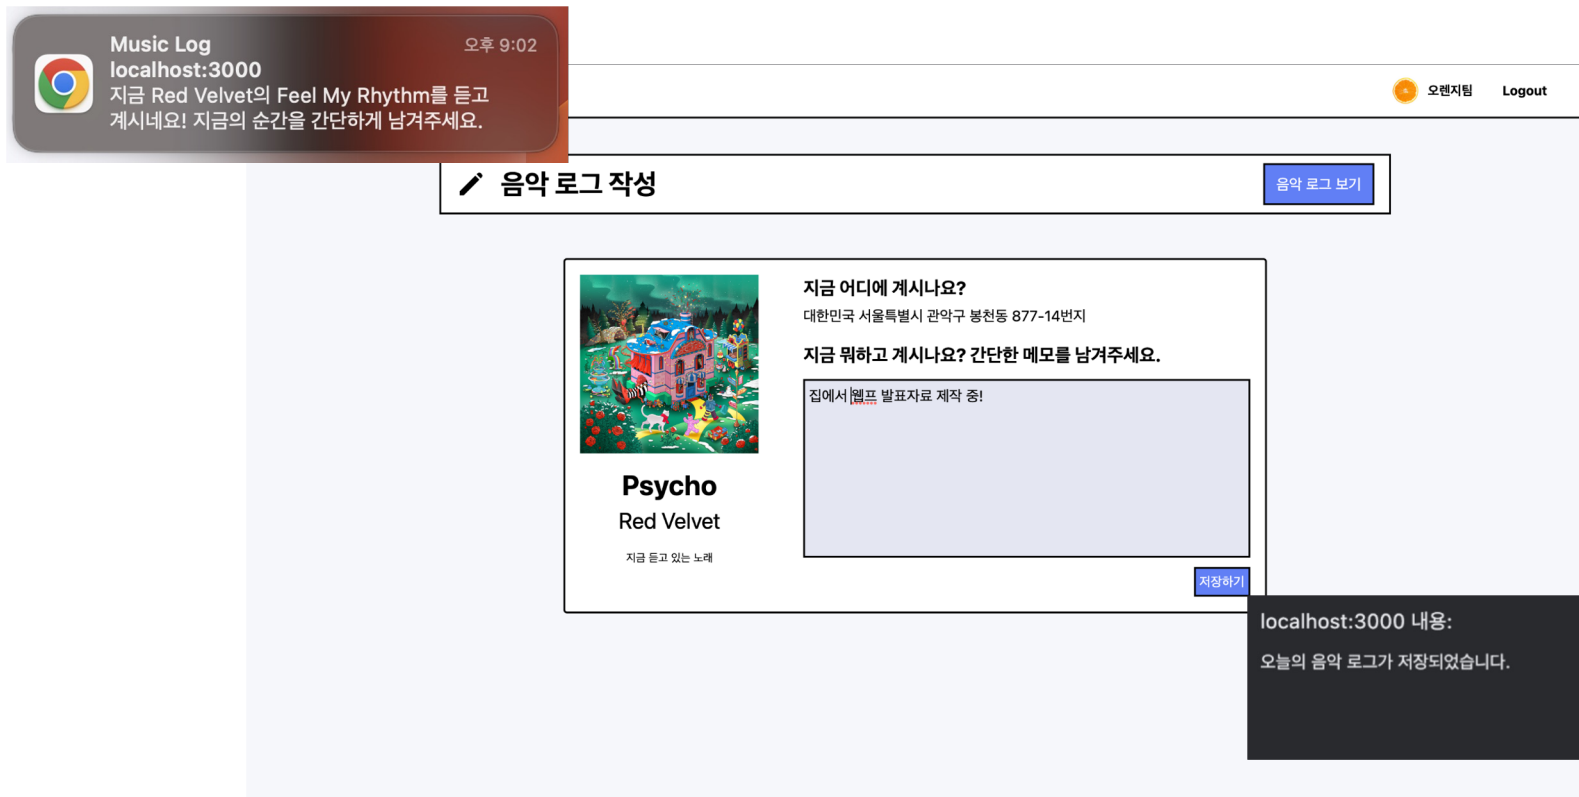 Music Log
오후 9:02
localhost:3000
지금 Red Velvet의 Feel My Rhythm를 듣고
계시네요! 지금의 순간을 간단하게 남겨주세요.
오렌지팀
Logout
음악 로그 작성
음악 로그 보기
지금 어디에 계시나요?
대한민국 서울특별시 관악구 봉천동 877-14번지
지금 뭐하고 계시나요? 간단한 메모를 남겨주세요.
집에서 웹프 발표자료 제작 중!
Psycho
Red Velvet
지금 듣고 있는 노래
저장하기
localhost:3000 내용:
오늘의 음악 로그가 저장되었습니다.